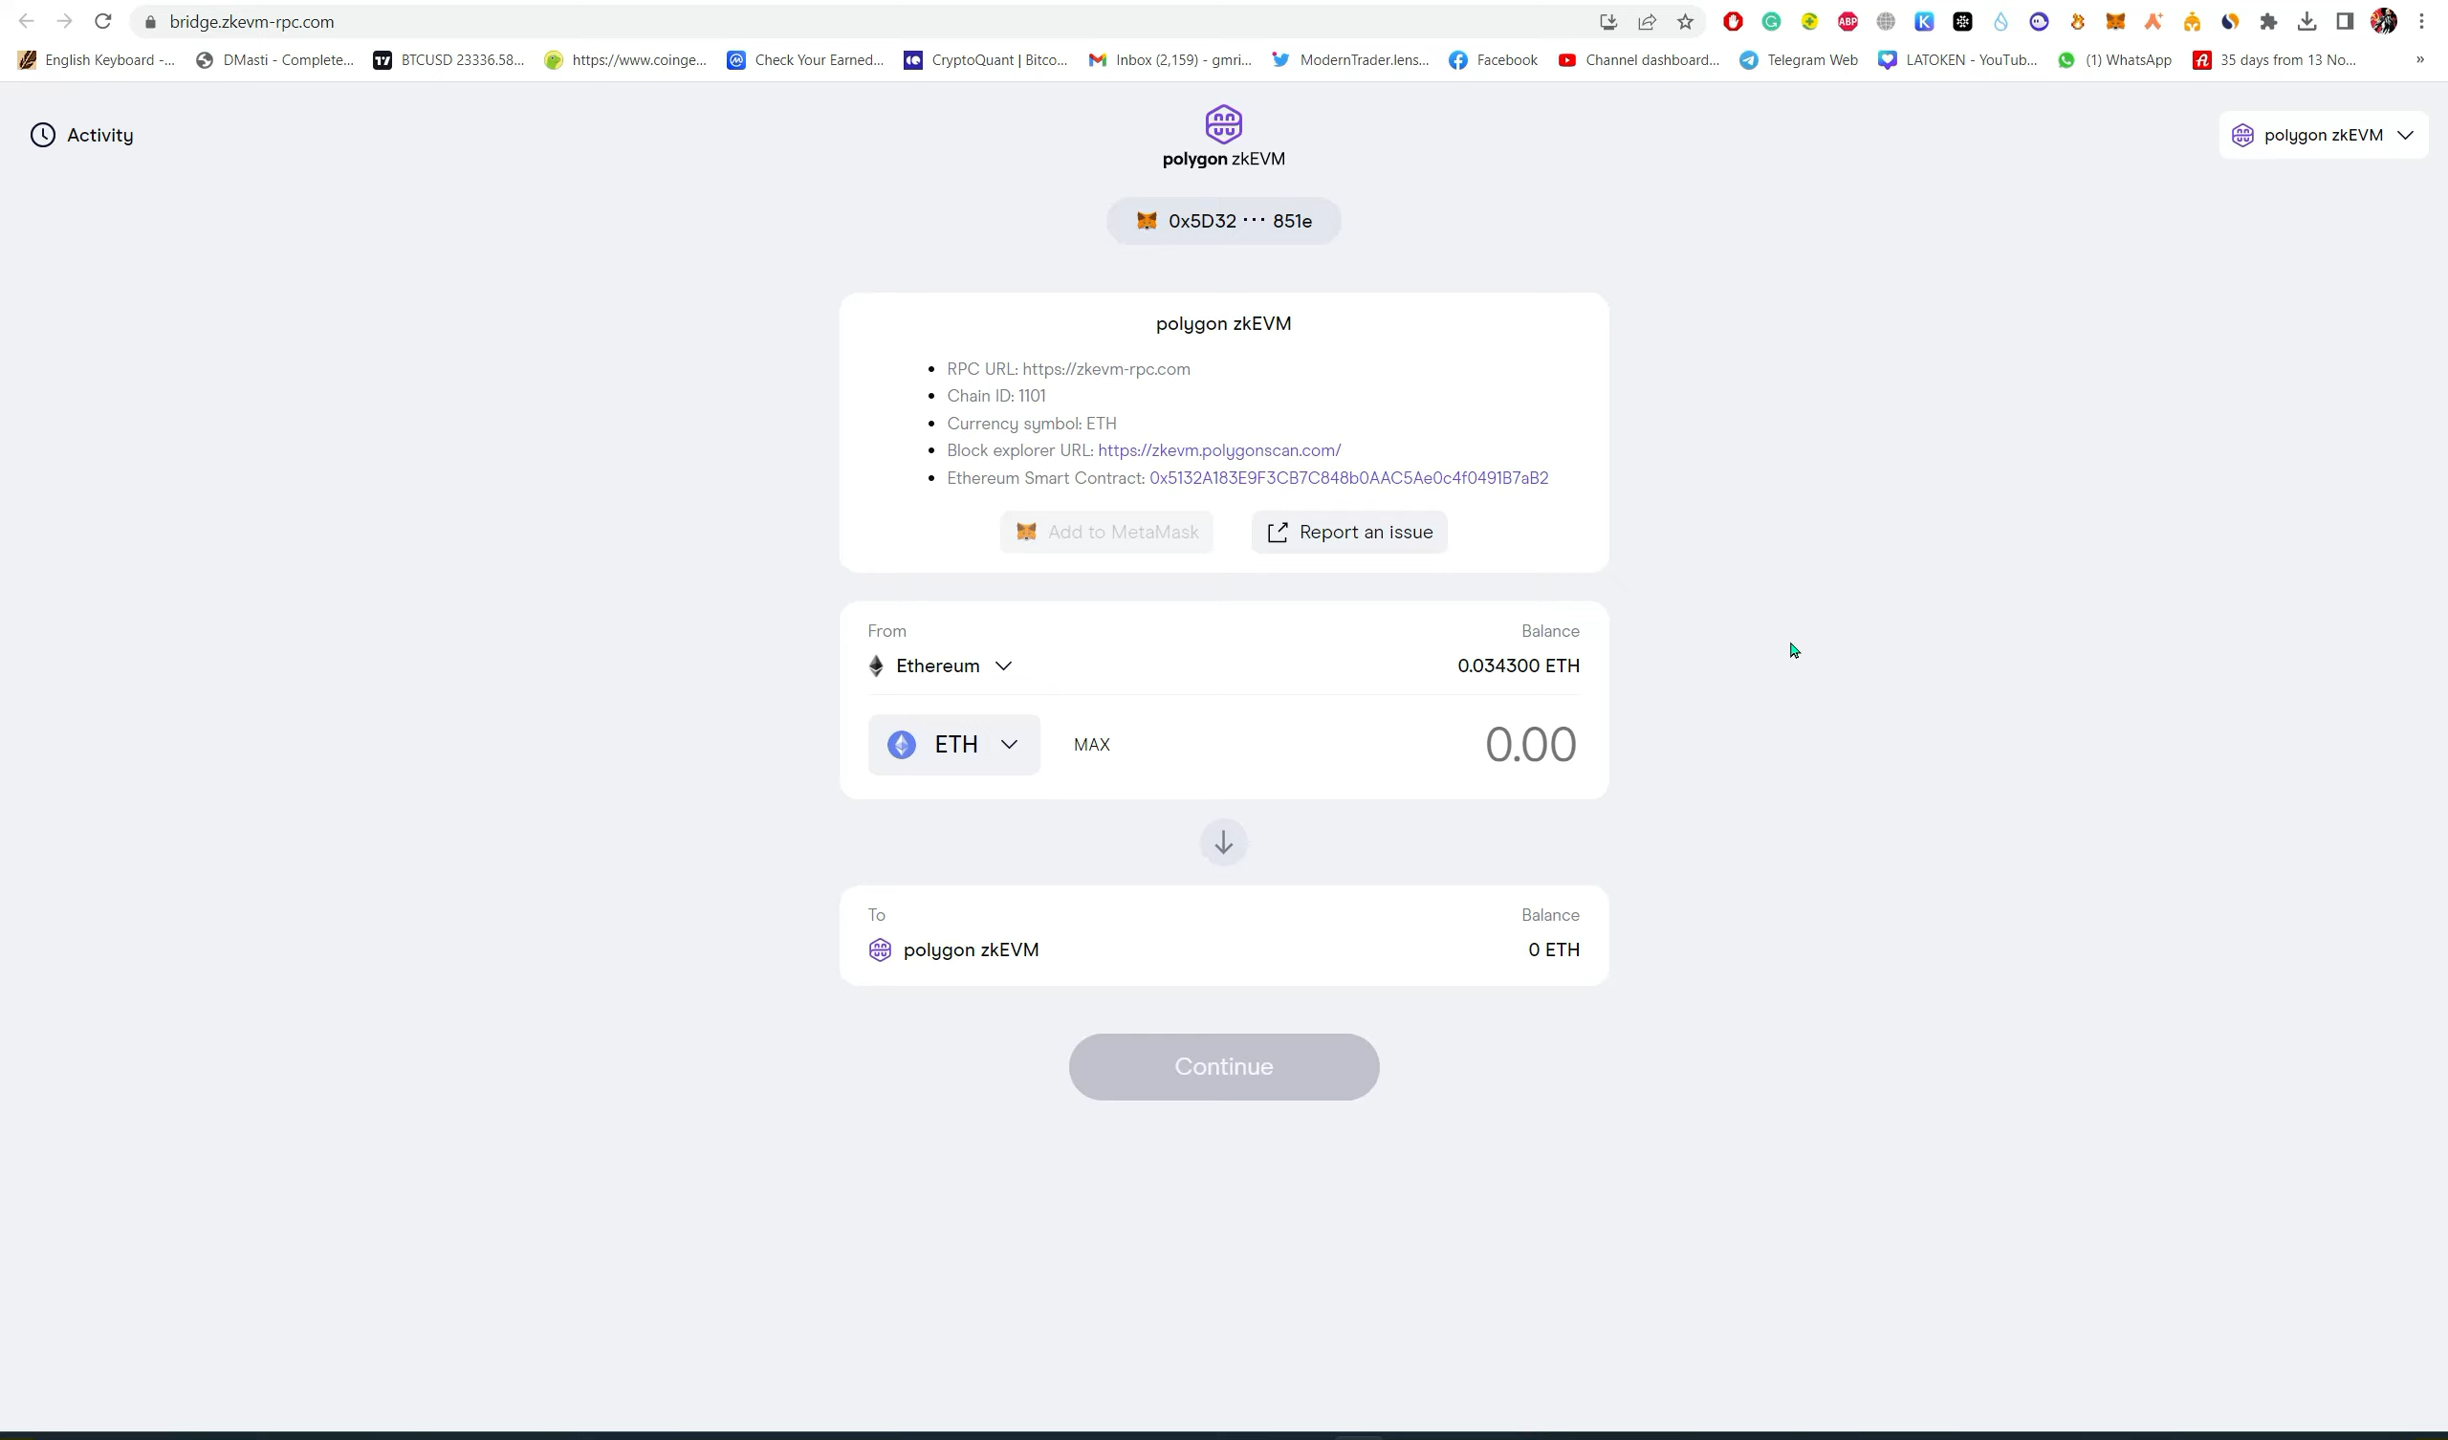 bridge.zkevm-rpc.com
English Keyboard -... DMasti - Complete... BTCUSD 23336.58... https://www.coinge... Check Your Earned... CryptoQuant | Bitco... Inbox (2,159) - gmri... ModernTrader.lens... Facebook Channel dashboard... Telegram Web LATOKEN - YouTub... (1) WhatsApp 35 days from 13 No... »
Activity
polygon zkEVM
polygon zkEVM
0x5D32 ··· 851e
polygon zkEVM
RPC URL: https://zkevm-rpc.com
Chain ID: 1101
Currency symbol: ETH
Block explorer URL: https://zkevm.polygonscan.com/
Ethereum Smart Contract: 0x5132A183E9F3CB7C848b0AAC5Ae0c4f0491B7aB2
Add to MetaMask Report an issue
From Balance
Ethereum 0.034300 ETH
ETH MAX 0.00
To Balance
polygon zkEVM 0 ETH
Continue